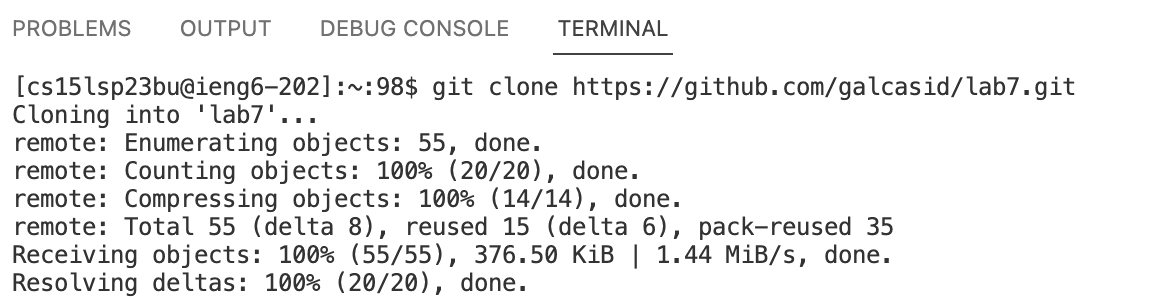 PROBLEMS OUTPUT DEBUG CONSOLE TERMINAL
[cs15lsp23bu@ieng6-202]:~:98$ git clone https://github.com/galcasid/lab7.git
Cloning into 'lab7'...
remote: Enumerating objects: 55, done.
remote: Counting objects: 100% (20/20), done.
remote: Compressing objects: 100% (14/14), done.
remote: Total 55 (delta 8), reused 15 (delta 6), pack-reused 35
Receiving objects: 100% (55/55), 376.50 KiB | 1.44 MiB/s, done.
Resolving deltas: 100% (20/20), done.